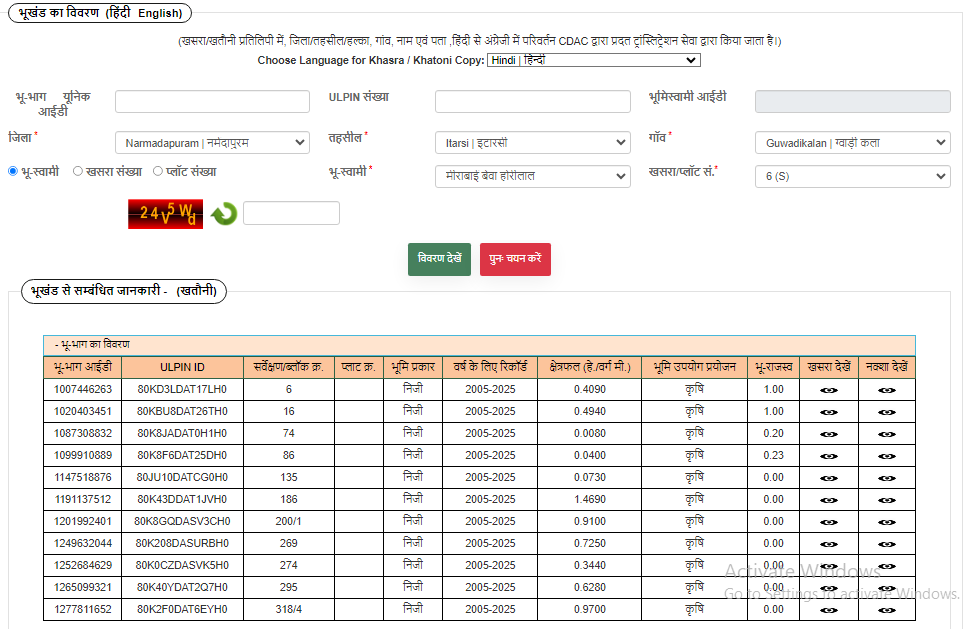 भूखंड का विवरण (हिंदी English)
(खसरा/खतौनी प्रतिलिपी में, जिला/तहसील/हल्का, गांव, नाम एवं पता ,हिंदी से अंग्रेजी में परिवर्तन CDAC द्वारा प्रदत ट्रांस्लिट्रेशन सेवा द्वारा किया जाता है।)
Choose Language for Khasra / Khatoni Copy: Hindi | हिन्दी
भू-भाग यूनिक आईडी ULPIN संख्या भूमिस्वामी आईडी
जिला * Narmadapuram | नर्मदापुरम तहसील * Itarsi | इटारसी गाँव * Guwadikalan | ग्वाड़ी कला
भू-स्वामी खसरा संख्या प्लॉट संख्या भू-स्वामी * मीराबाई बेवा होरीलाल खसरा/प्लाट सं.* 6 (S)
24V5Wd
विवरण देखें पुनः चयन करें
भूखंड से सम्बंधित जानकारी - (खतौनी)
- भू-भाग का विवरण
भू-भाग आईडी ULPIN ID सर्वेक्षण/ब्लॉक क्र. प्लाट क्र. भूमि प्रकार वर्ष के लिए रिकॉर्ड क्षेत्रफल (हे./वर्ग मी.) भूमि उपयोग प्रयोजन भू-राजस्व खसरा देखें नक्शा देखें
1007446263 80KD3LDAT17LH0 6 निजी 2005-2025 0.4090 कृषि 1.00
1020403451 80KBU8DAT26TH0 16 निजी 2005-2025 0.4940 कृषि 1.00
1087308832 80K8JADAT0H1H0 74 निजी 2005-2025 0.0080 कृषि 0.20
1099910889 80K8F6DAT25DH0 86 निजी 2005-2025 0.0400 कृषि 0.23
1147518876 80JU10DATCG0H0 135 निजी 2005-2025 0.0730 कृषि 0.00
1191137512 80K43DDAT1JVH0 186 निजी 2005-2025 1.4690 कृषि 0.00
1201992401 80K8GQDASV3CH0 200/1 निजी 2005-2025 0.9100 कृषि 0.00
1249632044 80K208DASURBH0 269 निजी 2005-2025 0.7250 कृषि 0.00
1252684629 80K0CZDASVK5H0 274 निजी 2005-2025 0.3440 कृषि 0.00
1265099321 80K40YDAT2Q7H0 295 निजी 2005-2025 0.6280 कृषि 0.00
1277811652 80K2F0DAT6EYH0 318/4 निजी 2005-2025 0.9700 कृषि 0.00
Activate Windows
Go to Settings to activate Windows.